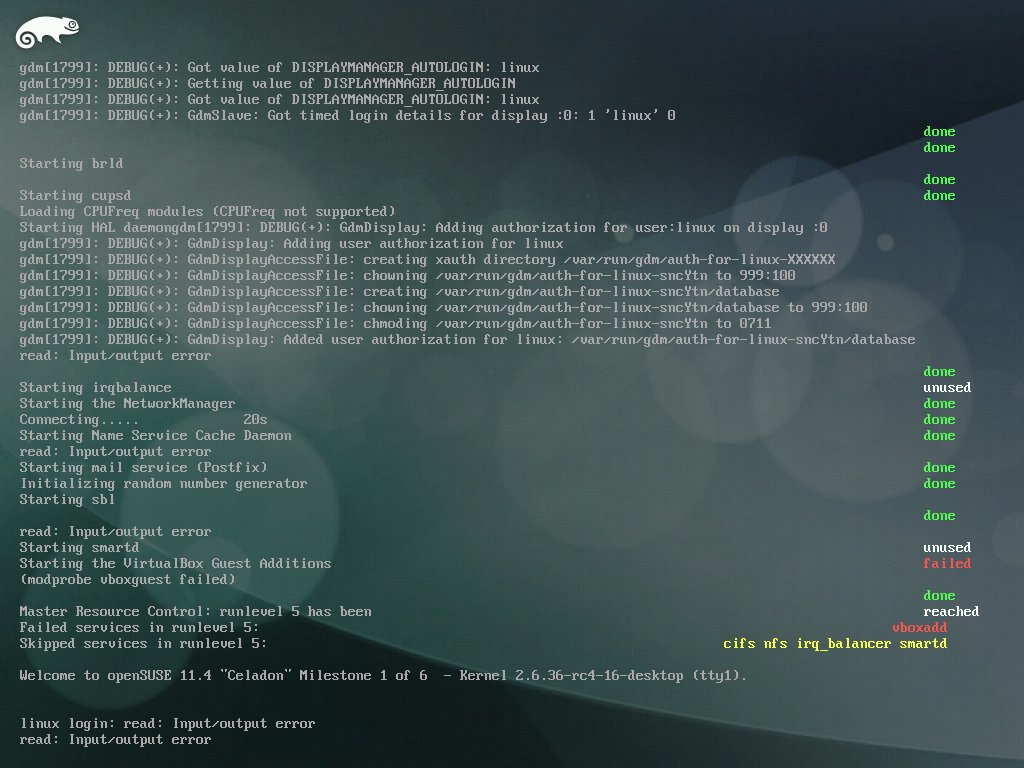 gdm[1799]: DEBUG(+): Got value of DISPLAYMANAGER_AUTOLOGIN: linux
gdm[1799]: DEBUG(+): Getting value of DISPLAYMANAGER_AUTOLOGIN
gdm[1799]: DEBUG(+): Got value of DISPLAYMANAGER_AUTOLOGIN: linux
gdm[1799]: DEBUG(+): GdmSlave: Got timed login details for display :0: 1 'linux' 0
done
done
Starting brld
done
Starting cupsd done
Loading CPUFreq modules (CPUFreq not supported)
Starting HAL daemongdm[1799]: DEBUG(+): GdmDisplay: Adding authorization for user:linux on display :0
gdm[1799]: DEBUG(+): GdmDisplay: Adding user authorization for linux
gdm[1799]: DEBUG(+): GdmDisplayAccessFile: creating xauth directory /var/run/gdm/auth-for-linux-XXXXXX
gdm[1799]: DEBUG(+): GdmDisplayAccessFile: chowning /var/run/gdm/auth-for-linux-sncYtn to 999:100
gdm[1799]: DEBUG(+): GdmDisplayAccessFile: creating /var/run/gdm/auth-for-linux-sncYtn/database
gdm[1799]: DEBUG(+): GdmDisplayAccessFile: chowning /var/run/gdm/auth-for-linux-sncYtn/database to 999:100
gdm[1799]: DEBUG(+): GdmDisplayAccessFile: chmoding /var/run/gdm/auth-for-linux-sncYtn to 0711
gdm[1799]: DEBUG(+): GdmDisplay: Added user authorization for linux: /var/run/gdm/auth-for-linux-sncYtn/database
read: Input/output error
done
Starting irqbalance unused
Starting the NetworkManager done
Connecting..... 20s done
Starting Name Service Cache Daemon done
read: Input/output error
Starting mail service (Postfix) done
Initializing random number generator done
Starting sbl
done
read: Input/output error
Starting smartd unused
Starting the VirtualBox Guest Additions failed
(modprobe vboxguest failed)
done
Master Resource Control: runlevel 5 has been reached
Failed services in runlevel 5: vboxadd
Skipped services in runlevel 5: cifs nfs irq_balancer smartd
Welcome to openSUSE 11.4 "Celadon" Milestone 1 of 6 - Kernel 2.6.36-rc4-16-desktop (tty1).
linux login: read: Input/output error
read: Input/output error